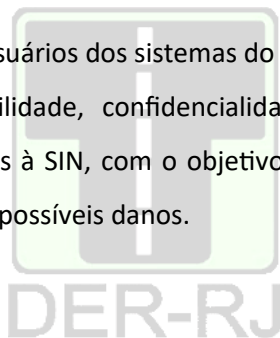 suários dos sistemas do
ilidade, confidencialida
s à SIN, com o objetivo
possíveis danos.
DER-RJ